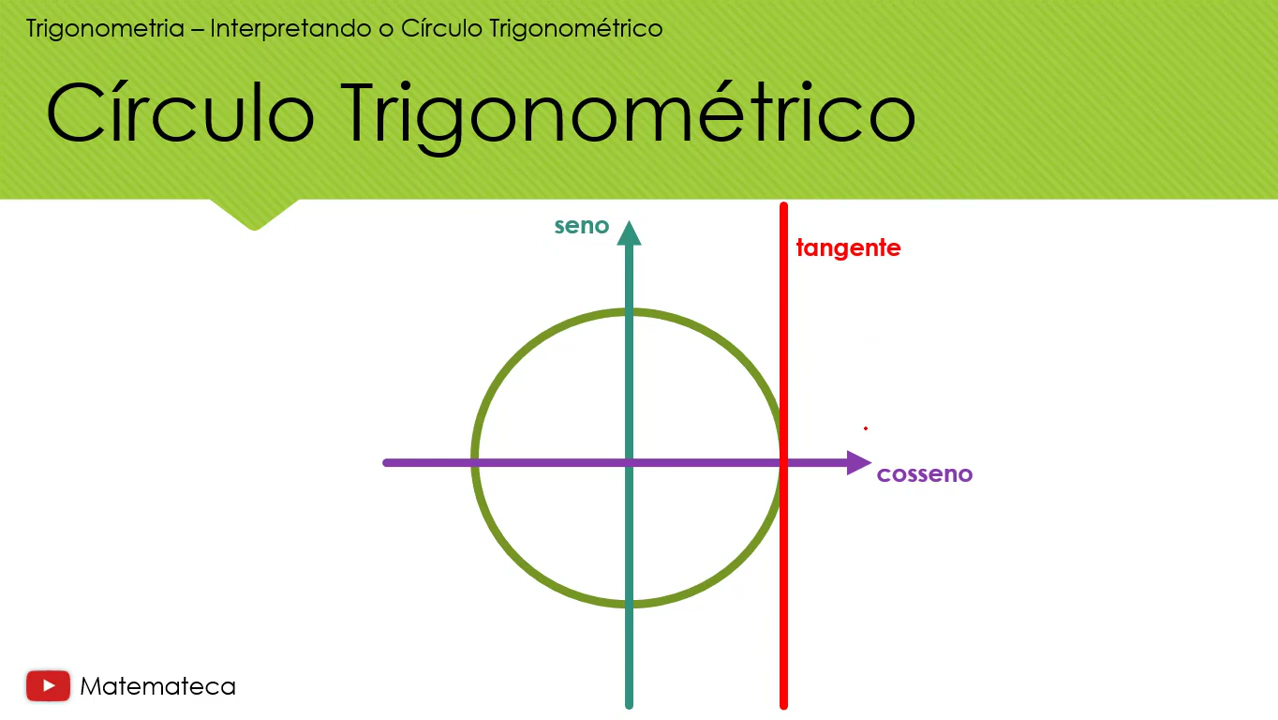 Trigonometria – Interpretando o Círculo Trigonométrico
Círculo Trigonométrico
seno
tangente
cosseno
Matemateca